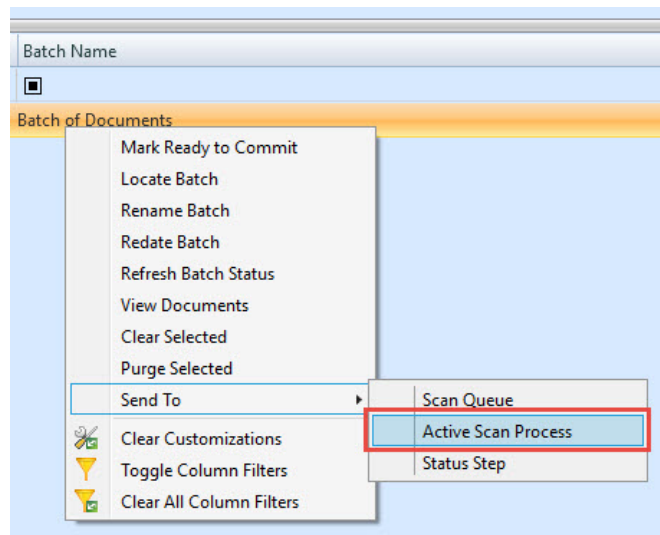 Batch Name
Batch of Documents
Mark Ready to Commit
Locate Batch
Rename Batch
Redate Batch
Refresh Batch Status
View Documents
Clear Selected
Purge Selected
Send To
Scan Queue
Active Scan Process
Status Step
Clear Customizations
Toggle Column Filters
Clear All Column Filters